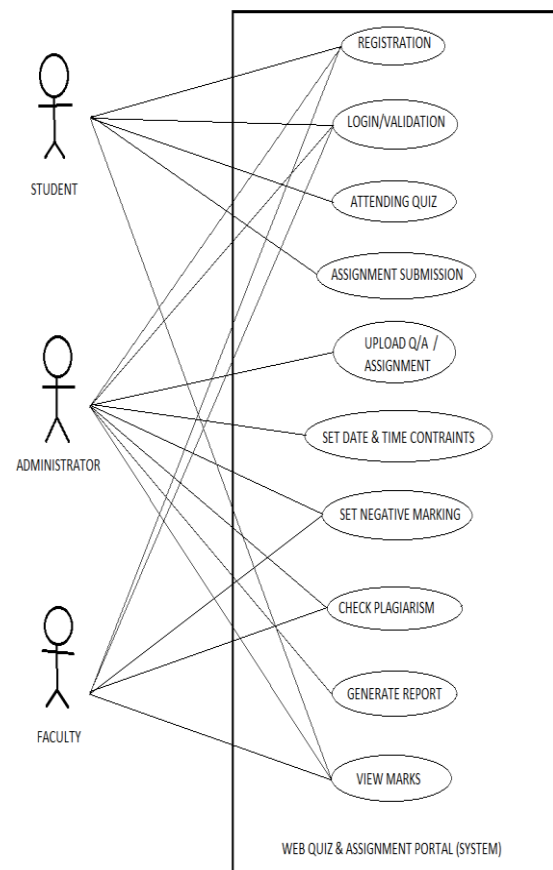 REGISTRATION
LOGIN/VALIDATION
STUDENT
ATTENDING QUIZ
ASSIGNMENT SUBMISSION
UPLOAD Q/A /
ASSIGNMENT
ADMINISTRATOR
SET DATE & TIME CONTRAINTS
SET NEGATIVE MARKING
CHECK PLAGIARISM
GENERATE REPORT
FACULTY
VIEW MARKS
WEB QUIZ & ASSIGNMENT PORTAL (SYSTEM)